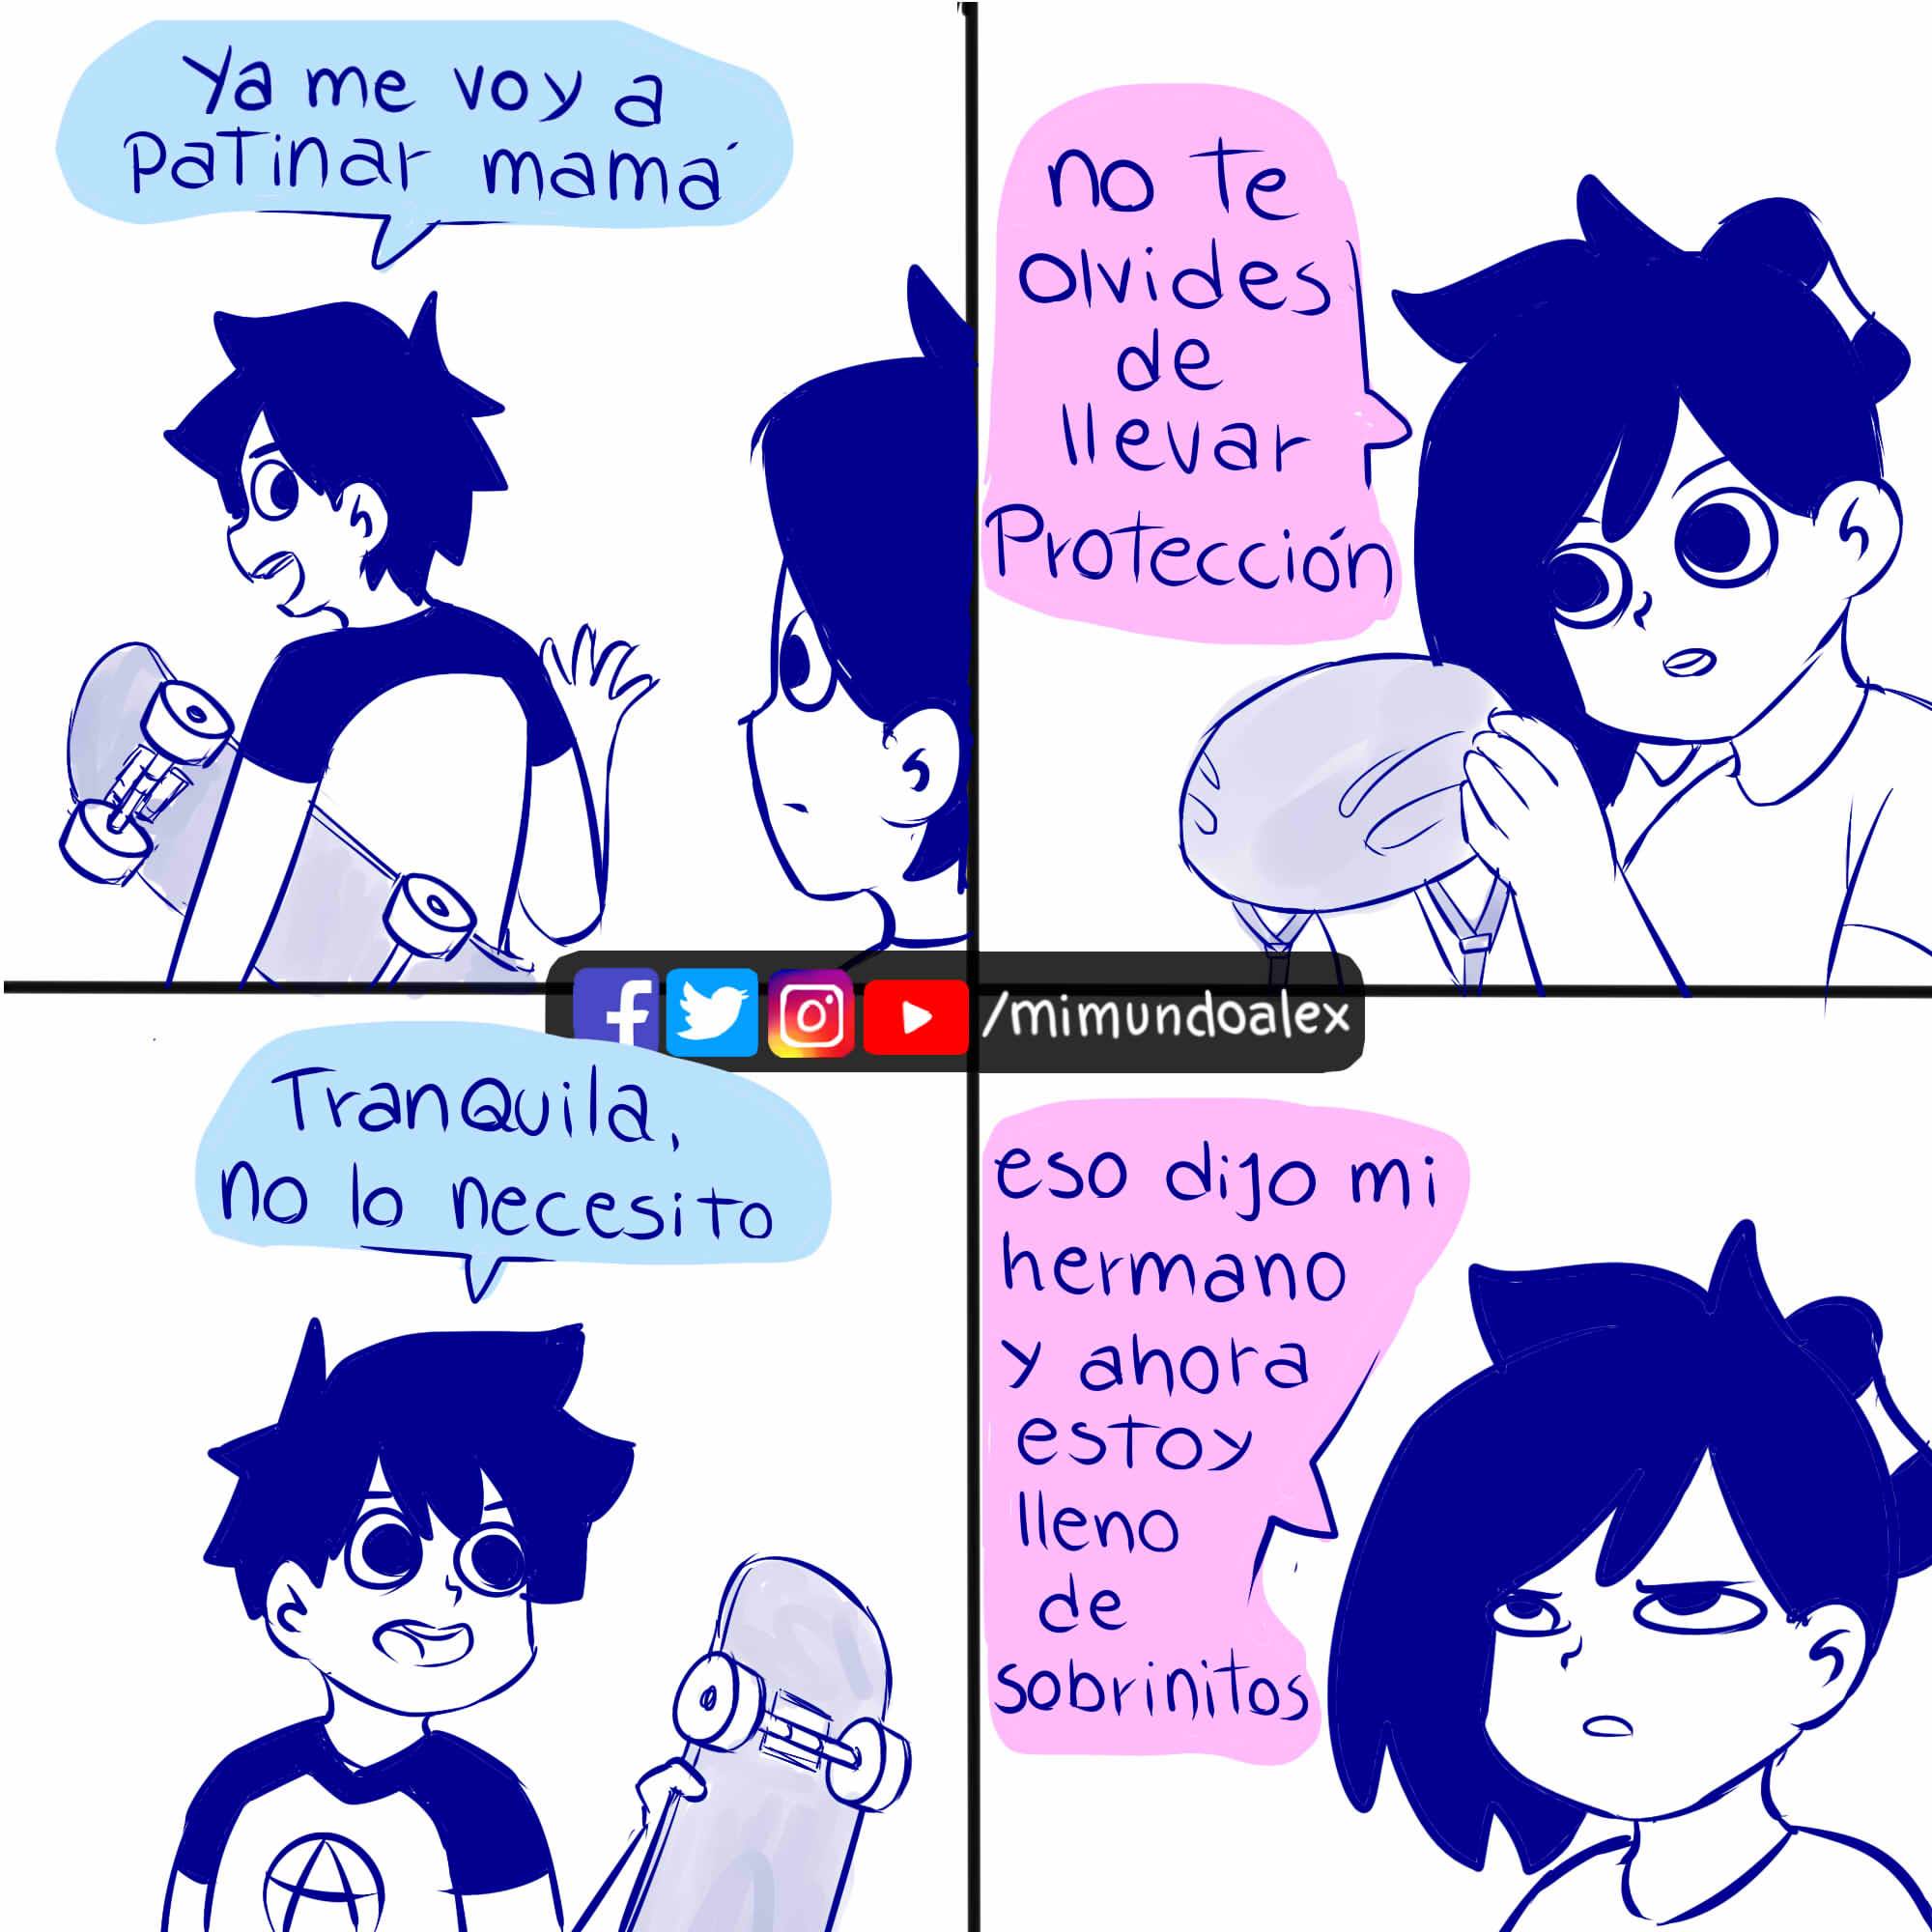 Ya me voy a
Patinar mamá
no te
olvides
de
llevar
Protección
/mimundoalex
Tranquila,
no lo necesito
eso dijo mi
hermano
y ahora
estoy
lleno
de
sobrinitos